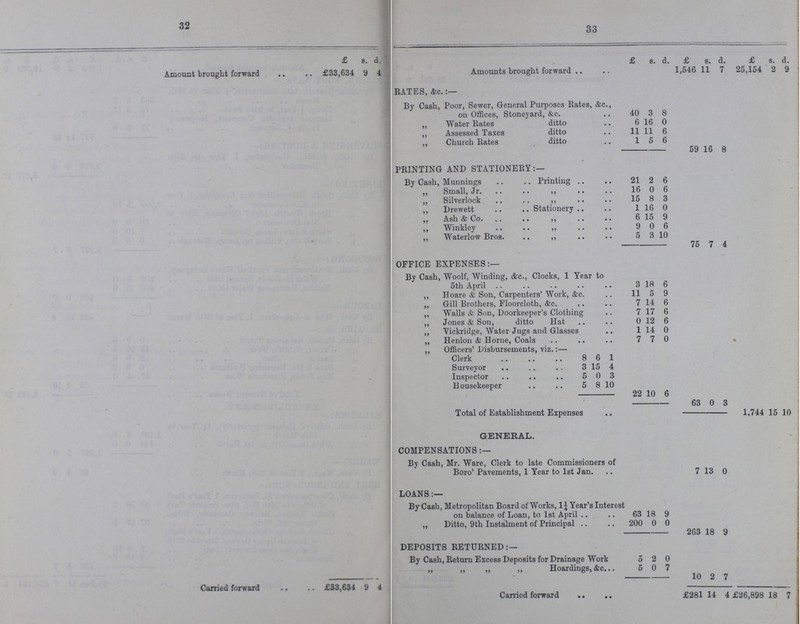 32
£ s. d.
Amount brought forward .. .. £33,634 9 4
Carried forward .. .. £33,634 9 4
33
£ s. d. £ s. d. £ s. d.
Amounts brought forward .. .. 1,546 11 7 25,154 2 9
RATES, &c.:—
By Cash, Poor, Sewer, General Purposes Rates, &c.,
on Offices, Stoneyard, &c. .. 40 3 8
„ Water Rates ditto .. 6 16 0
„ Assessed Taxes ditto .. 11 11 6
„ Church Rates ditto .. 1 5 6
59 16 8
PRINTING AND STATIONERY:—
By Cash, Munnings .. .. Printing .. .. 21 2 6
„ Small, Jr. .. .. „ .. .. 16 0 6
„ Silverlock .. .. „ .. .. 15 8 3
„ Drewett .. .. Stationery .. .. 1 16 0
„ Ash & Co. .. .. „ .. .. 6 15 9
„ Winkley .. .. „ .. .. 9 0 6
„ Waterlow Bros. .. „ .. .. 5 3 10
75 7 4
OFFICE EXPENSES:—
By Cash, Woolf, Winding, &c., Clocks, 1 Year to
5th April .. .. .. .. .. 3 18 6
„ Hoare & Son, Carpenters' Work, &c. .. 11 5 9
„ Gill Brothers, Floorcloth, &c. .. .. 7 14 6
„ Walls & Son, Doorkeeper's Clothing .. 7 17 6
„ Jones & Son, ditto Hat .. .. 0 12 6
„ Vickridge, Water Jugs and Glasses .. 1 14 0
„ Henlon & Horne, Coals .. .. .. 7 7 0
„ Officers' Disbursements, viz.:—
Clerk .. .. .. 8 6 1
Surveyor .. .. .. 3 15 4
Inspector .. .. .. 5 0 3
Housekeeper .. .. 5 8 10
22 10 6
63 0 3
Total of Establishment Expenses .. 1,744 15 10
GENERAL.
COMPENSATIONS:—
By Cash, Mr. Ware, Clerk to late Commissioners of
Boro' Pavements, 1 Year to 1st Jan. .. 7 13 0
LOANS:—
By Cash, Metropolitan Board of Works, 1¼ Year's Interest
on balance of Loan, to 1st April .. .. 63 18 9
„ Ditto, 9th Instalment of Principal .. .. 200 0 0
263 18 9
DEPOSITS RETURNED:—
By Cash, Return Excess Deposits for Drainage Work 5 2 0
„ „ „ „ Hoardings, &c... 5 0 7
10 2 7
Carried forward .. .. £281 14 4 £26,898 18 7